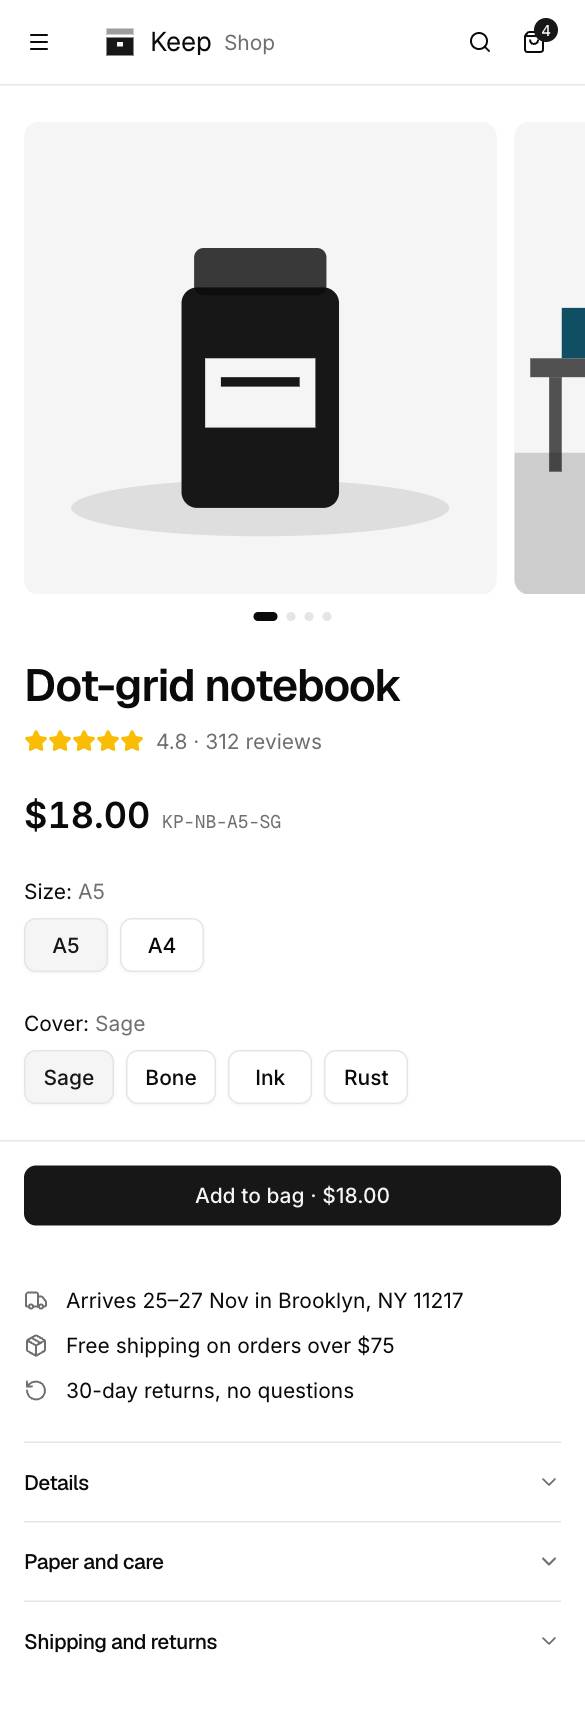 Keep Shop
4
Dot-grid notebook
4.8 · 312 reviews
$18.00 KP-NB-A5-SG
Size: A5
A5 A4
Cover: Sage
Sage Bone Ink Rust
Add to bag · $18.00
Arrives 25–27 Nov in Brooklyn, NY 11217
Free shipping on orders over $75
30-day returns, no questions
Details
Paper and care
Shipping and returns